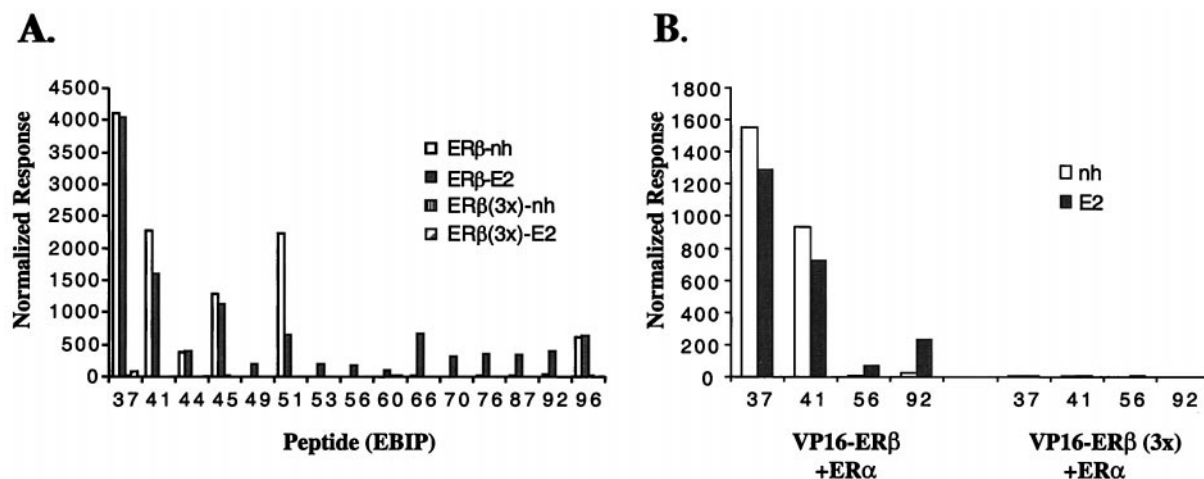 A.
Normalized Response
4500
4000
3500
3000
2500
2000
1500
1000
500
0
ERβ-nh
ERβ-E2
ERβ(3x)-nh
ERβ(3x)-E2
37 41 44 45 49 51 53 56 60 66 70 76 87 92 96
Peptide (EBIP)
B.
Normalized Response
1800
1600
1400
1200
1000
800
600
400
200
0
nh
E2
37 41 56 92 37 41 56 92
VP16-ERβ
+ERα
VP16-ERβ (3x)
+ERα